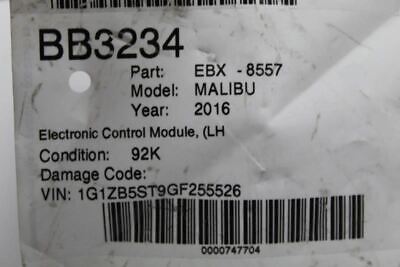 BB3234
Part: EBX - 8557
Model: MALIBU
Year: 2016
Electronic Control Module, (LH
Condition: 92K
Damage Code:
VIN: 1G1ZB5ST9GF255526
0000747704